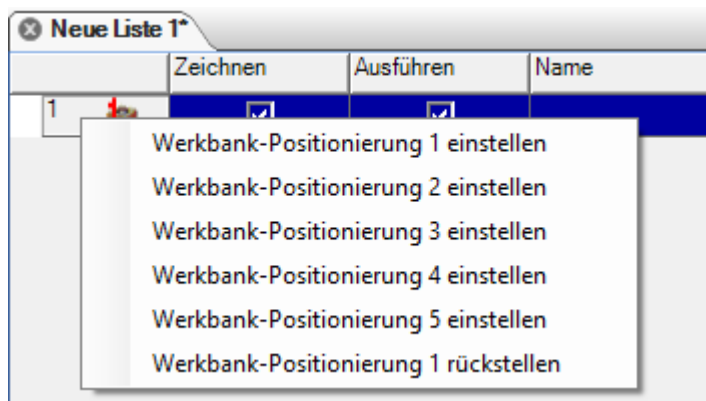 Neue Liste 1*
Zeichnen Ausführen Name
1
Werkbank-Positionierung 1 einstellen
Werkbank-Positionierung 2 einstellen
Werkbank-Positionierung 3 einstellen
Werkbank-Positionierung 4 einstellen
Werkbank-Positionierung 5 einstellen
Werkbank-Positionierung 1 rückstellen